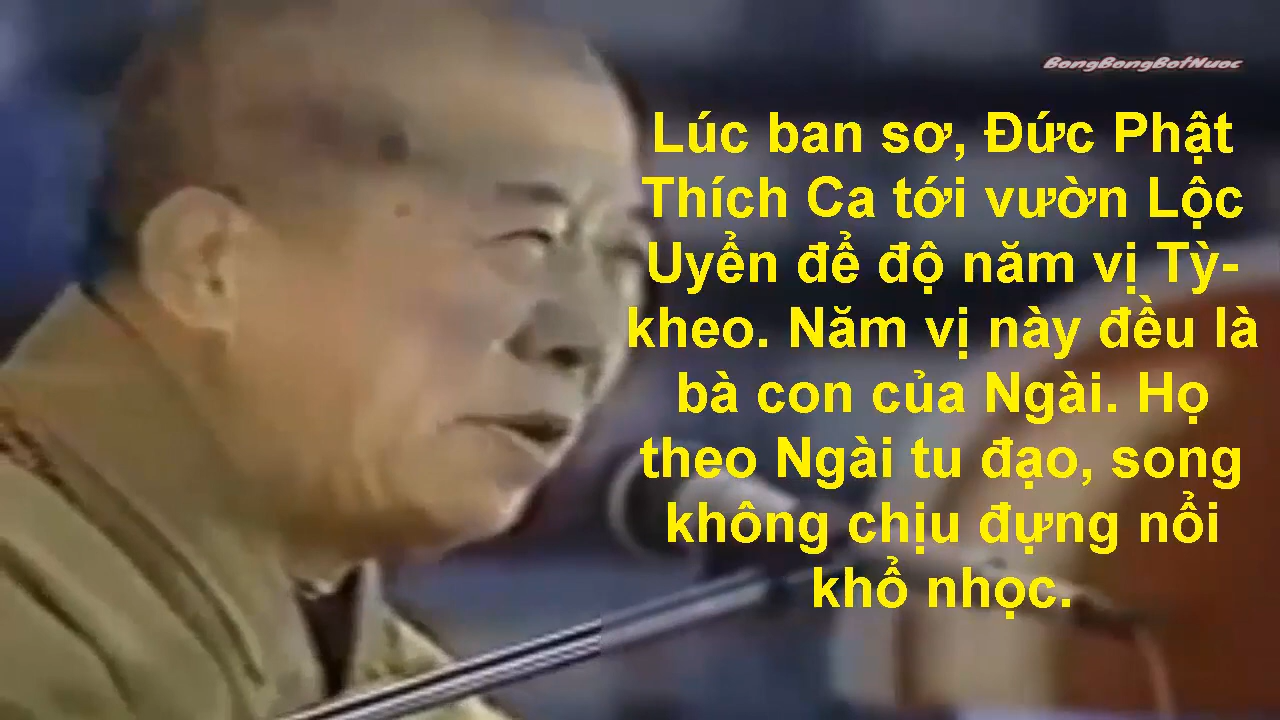 BongBongBotNuoc
Lúc ban sơ, Đức Phật
Thích Ca tới vườn Lộc
Uyển để độ năm vị Tỳ-
kheo. Năm vị này đều là
bà con của Ngài. Họ
theo Ngài tu đạo, song
không chịu đựng nổi
khổ nhọc.